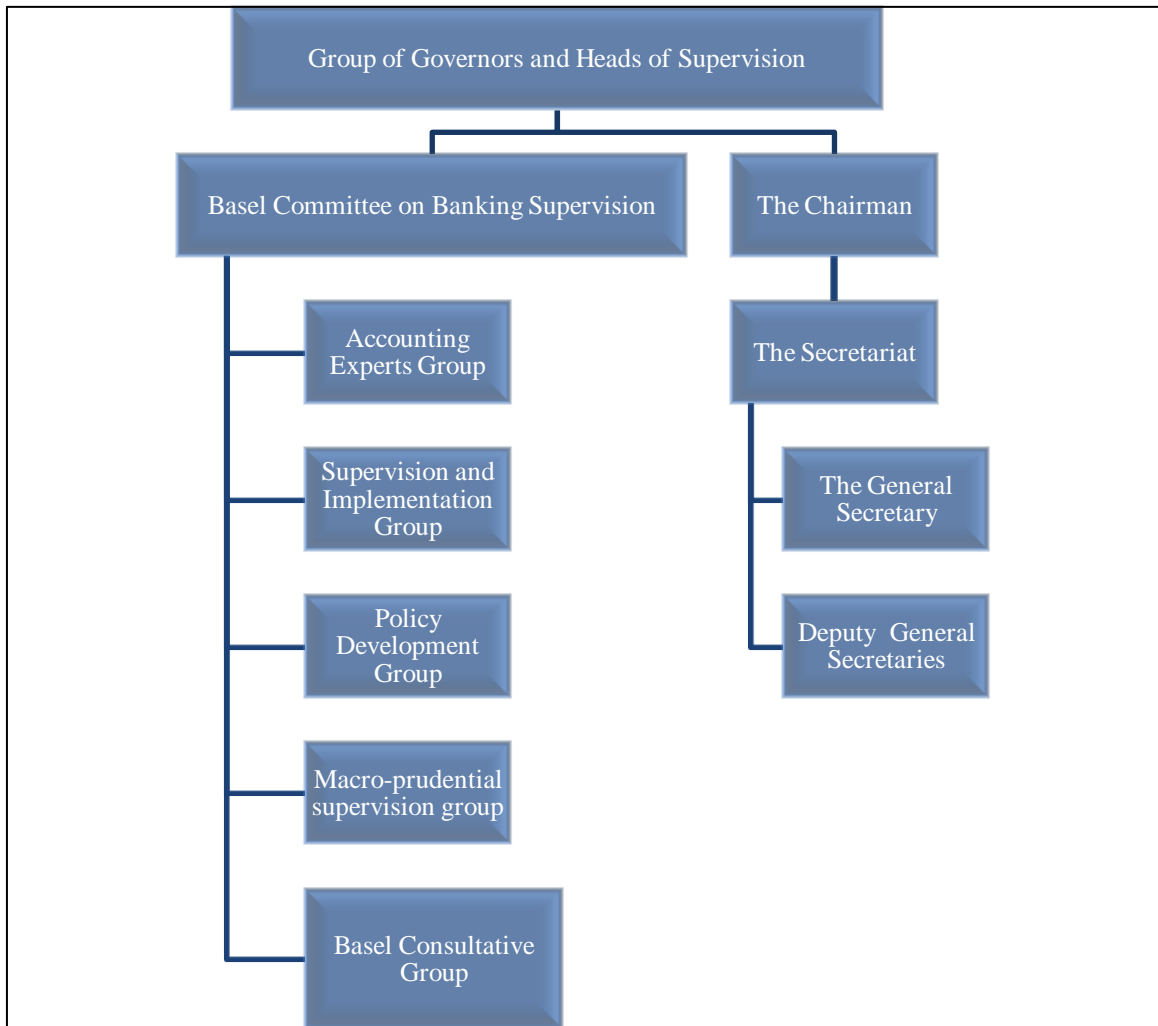 Group of Governors and Heads of Supervision
Basel Committee on Banking Supervision
The Chairman
Accounting
Experts Group
Supervision and
Implementation
Group
Policy
Development
Group
Macro-prudential
supervision group
Basel Consultative
Group
The Secretariat
The General
Secretary
Deputy General
Secretaries